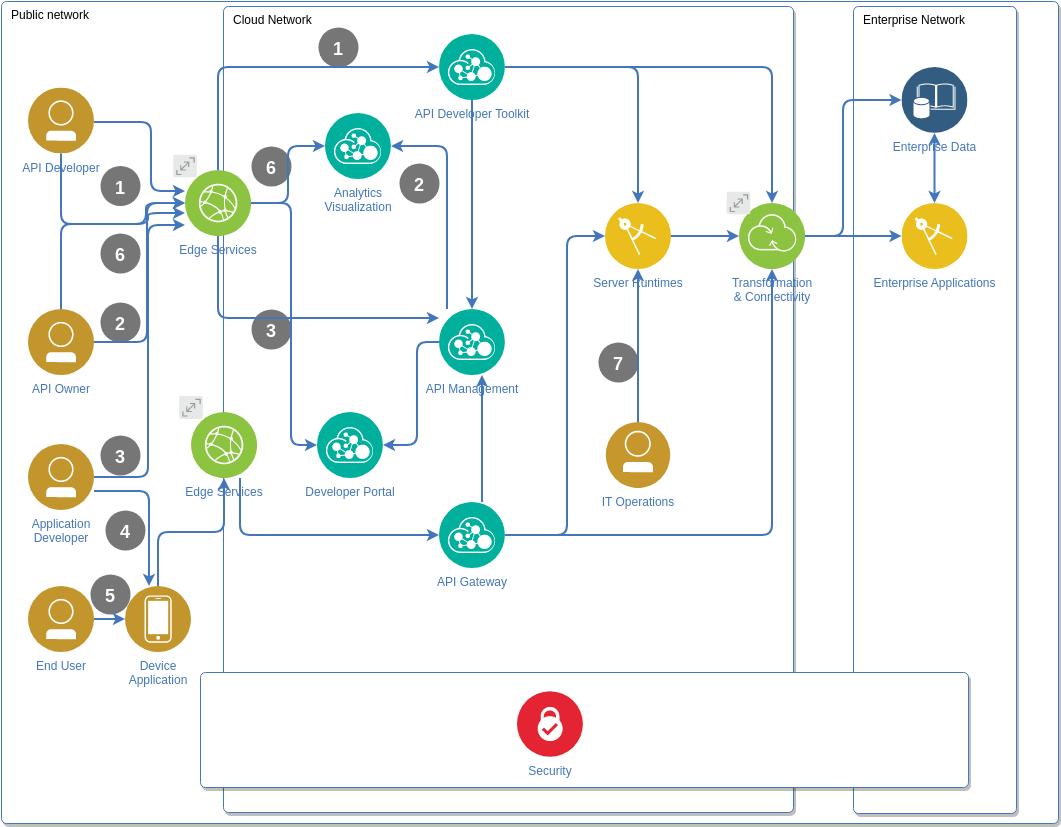 Public network
Cloud Network
Enterprise Network
1
API Developer Toolkit
API Developer
1
6
Analytics
Visualization
2
Enterprise Data
Edge Services
6
Server Runtimes
Transformation
& Connectivity
Enterprise Applications
2
3
API Owner
API Management
7
3
Edge Services
Developer Portal
IT Operations
Application
Developer
4
API Gateway
5
End User
Device
Application
Security